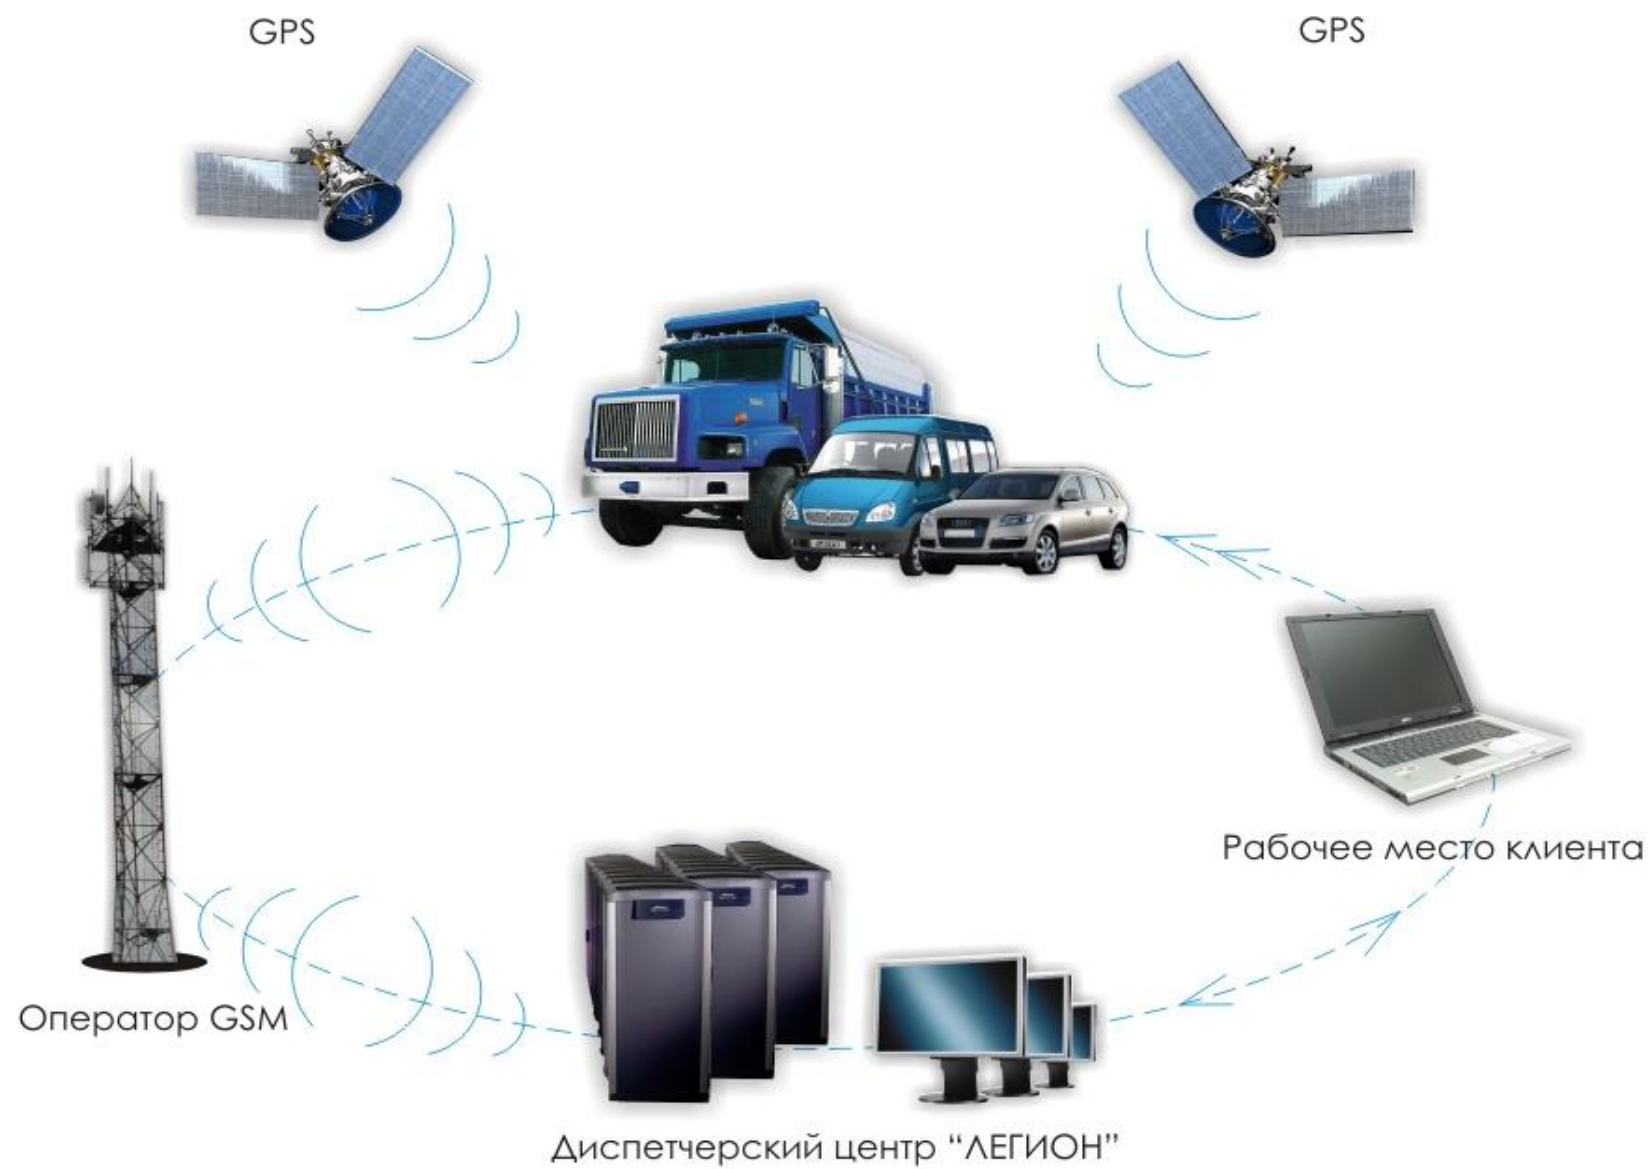 GPS
GPS
Рабочее место клиента
Оператор GSM
Диспетчерский центр “ЛЕГИОН”